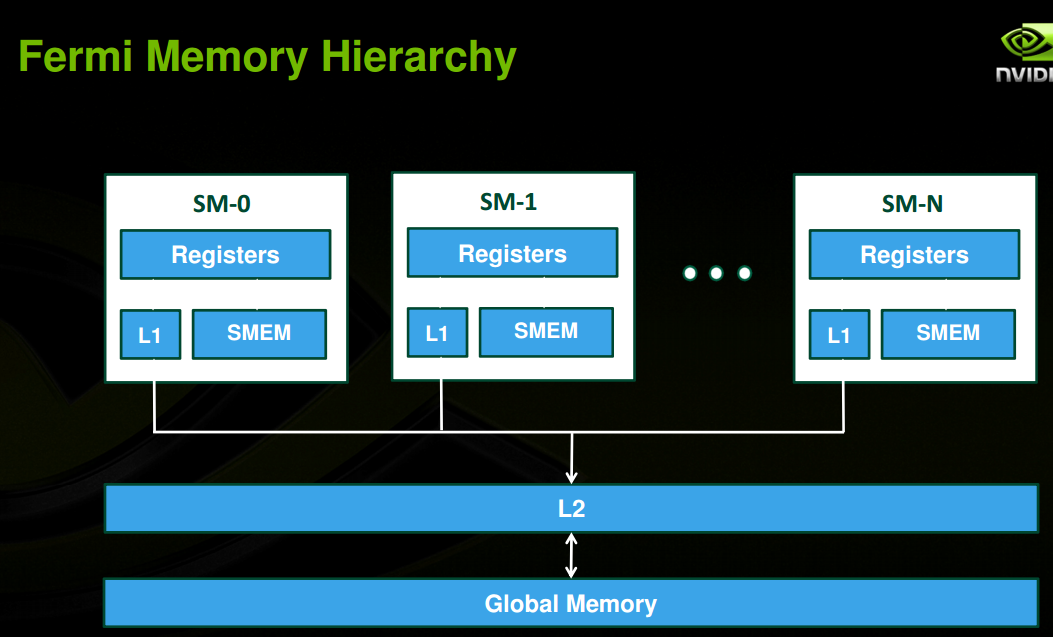 Fermi Memory Hierarchy
NVIDI
SM-0
Registers
L1
SMEM
SM-1
Registers
L1
SMEM
SM-N
Registers
L1
SMEM
L2
Global Memory